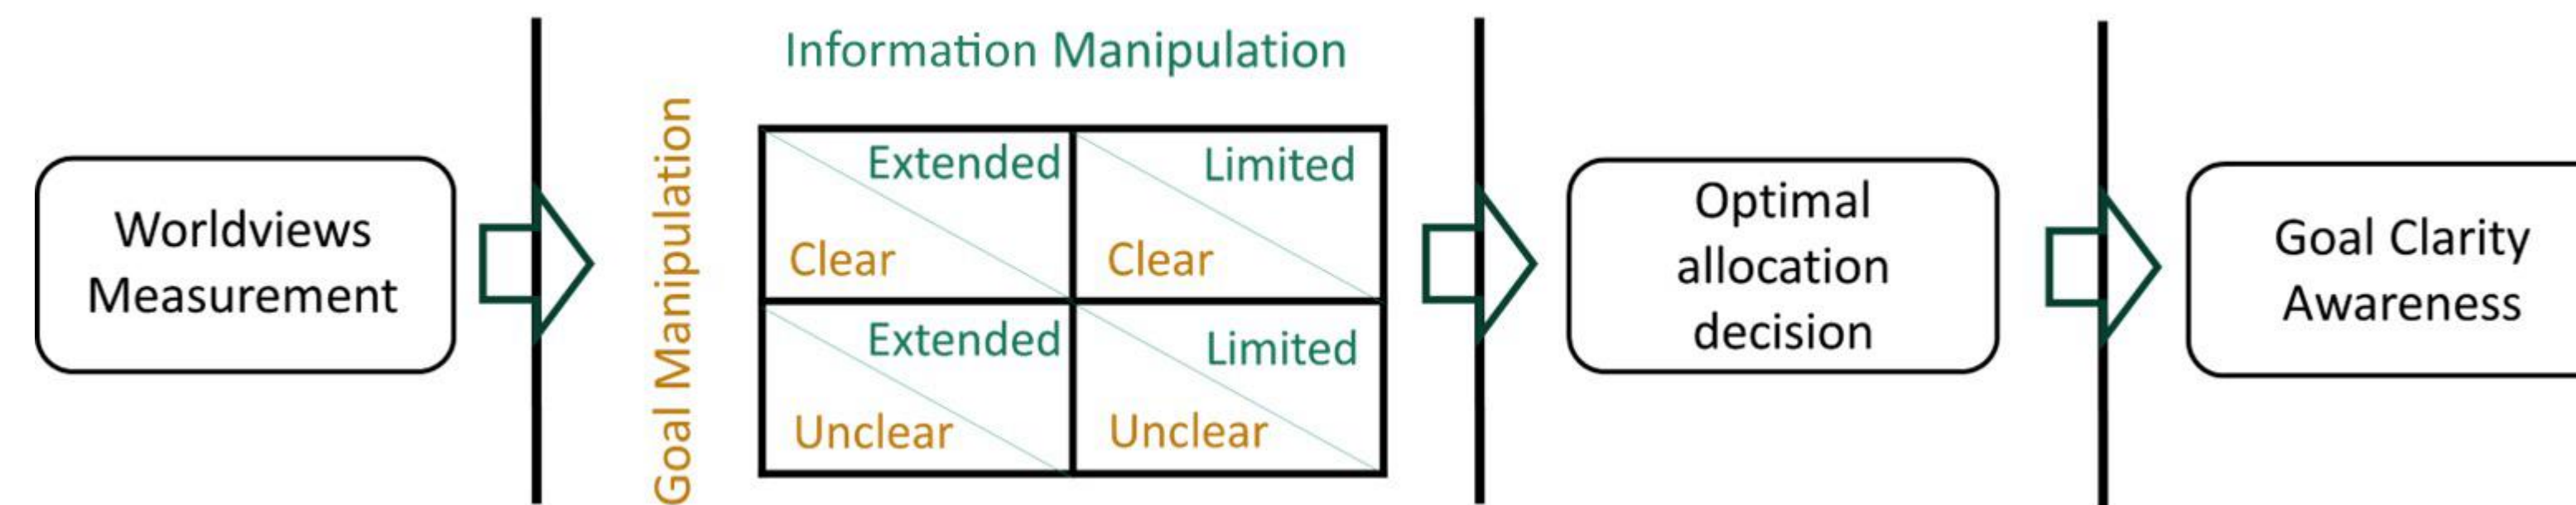 Worldviews
Measurement
Goal Manipulation
Information Manipulation
Extended
Limited
Clear
Clear
Extended
Limited
Unclear
Unclear
Optimal
allocation
decision
Goal Clarity
Awareness